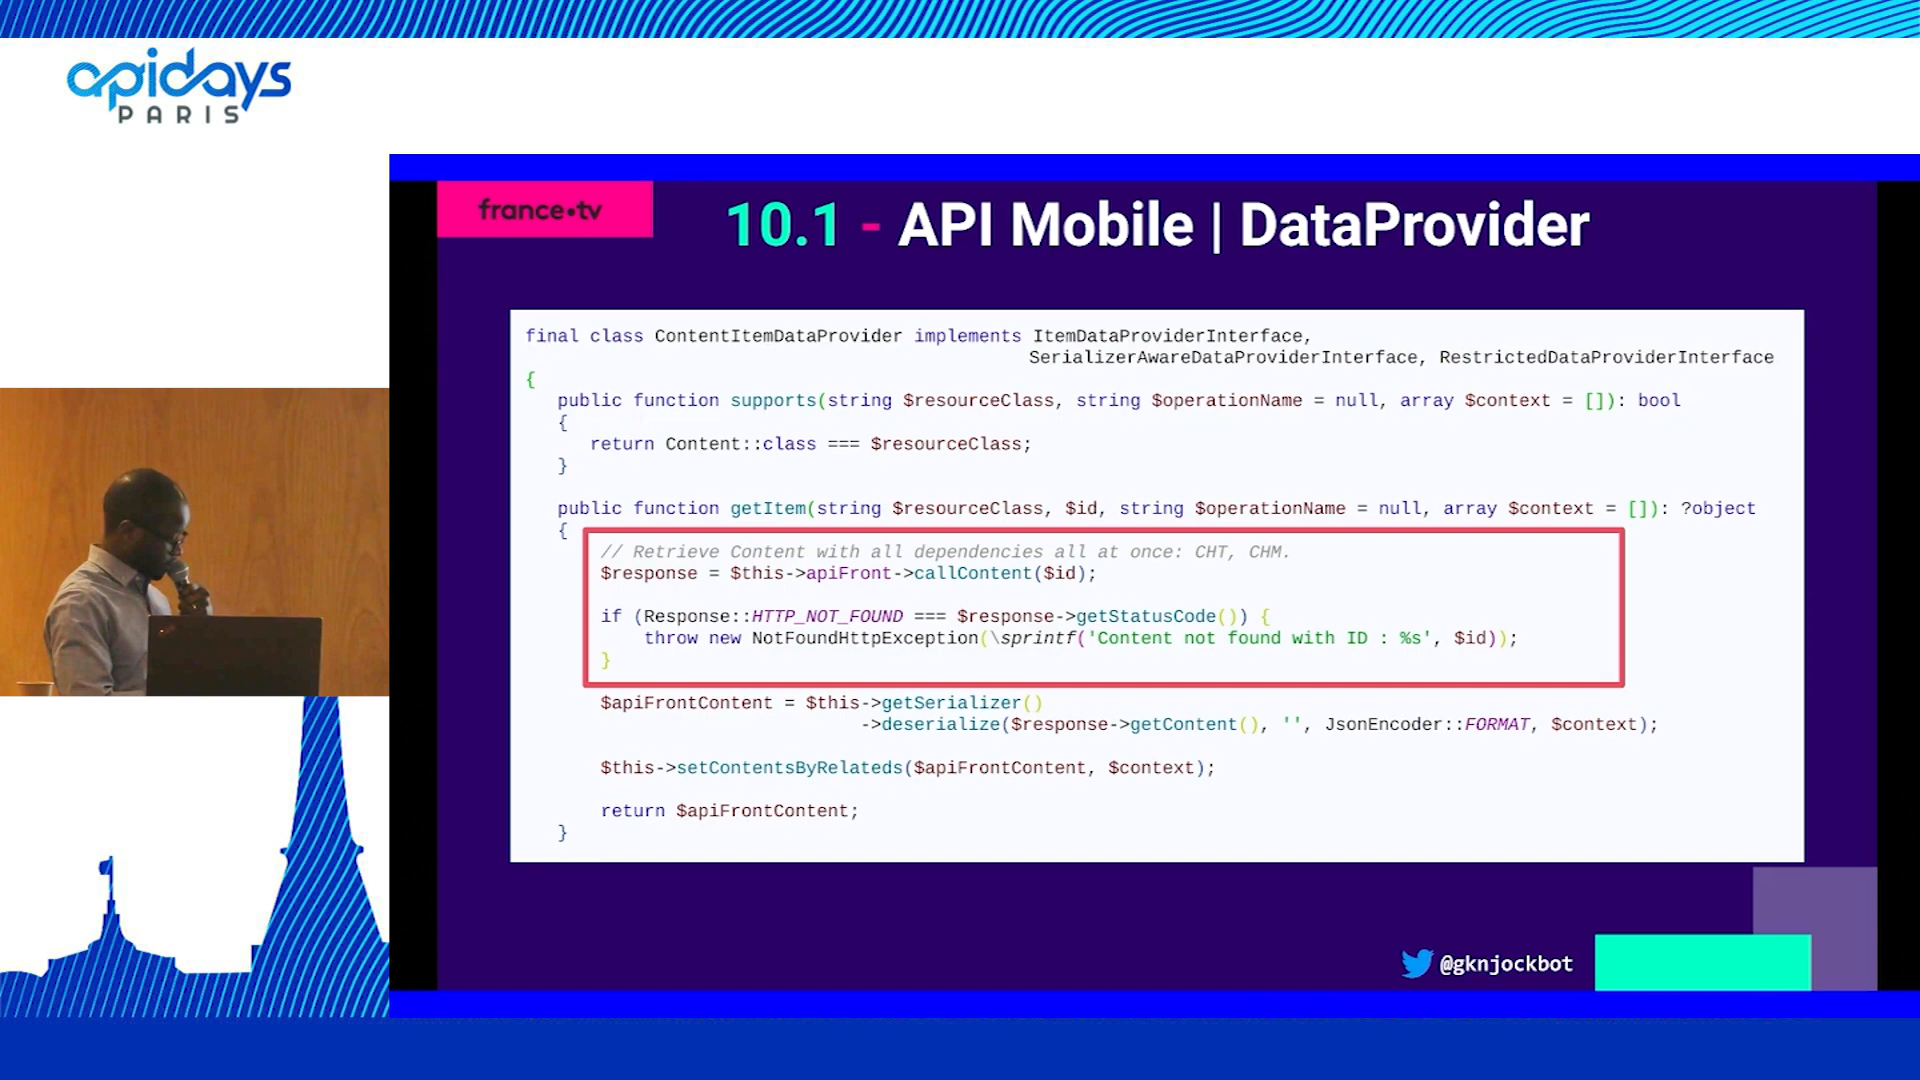 apidays
PARIS
france•tv
10.1 - API Mobile | DataProvider
final class ContentItemDataProvider implements ItemDataProviderInterface,
SerializerAwareDataProviderInterface, RestrictedDataProviderInterface
{
public function supports(string $resourceClass, string $operationName = null, array $context = []): bool
{
return Content::class === $resourceClass;
}
public function getItem(string $resourceClass, $id, string $operationName = null, array $context = []): ?object
{
// Retrieve Content with all dependencies all at once: CHT, CHM.
$response = $this->apiFront->callContent($id);
if (Response::HTTP_NOT_FOUND === $response->getStatusCode()) {
throw new NotFoundHttpException(\sprintf('Content not found with ID : %s', $id));
}
$apiFrontContent = $this->getSerializer()
->deserialize($response->getContent(), '', JsonEncoder::FORMAT, $context);
$this->setContentsByRelateds($apiFrontContent, $context);
return $apiFrontContent;
}
@gknjockbot